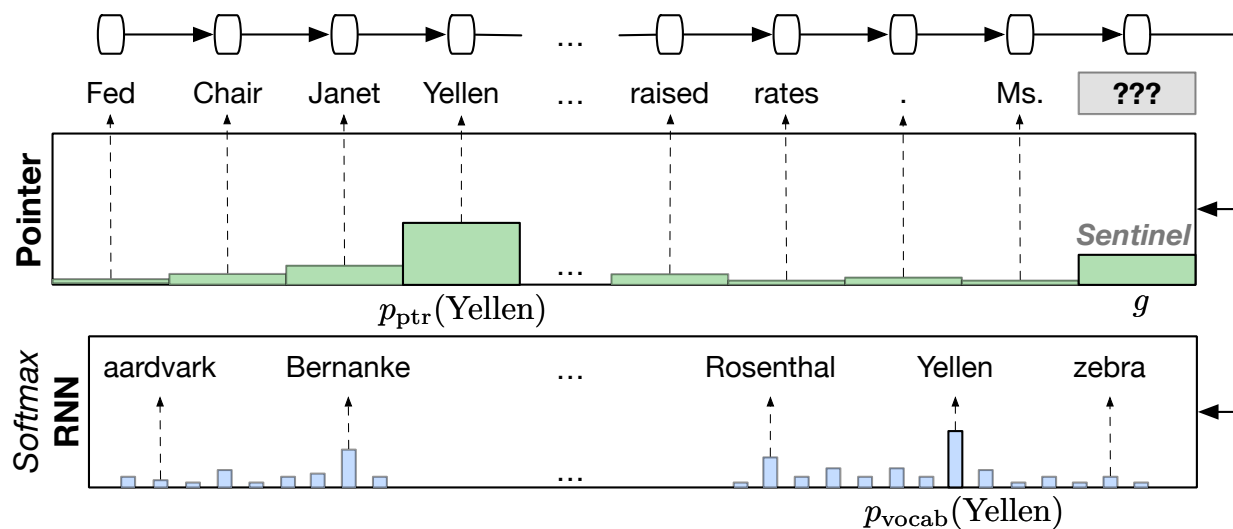 Fed Chair Janet Yellen ... raised rates . Ms. ???
Pointer
Sentinel
...
p_ptr(Yellen)
g
Softmax
RNN
aardvark Bernanke ... Rosenthal Yellen zebra
...
p_vocab(Yellen)